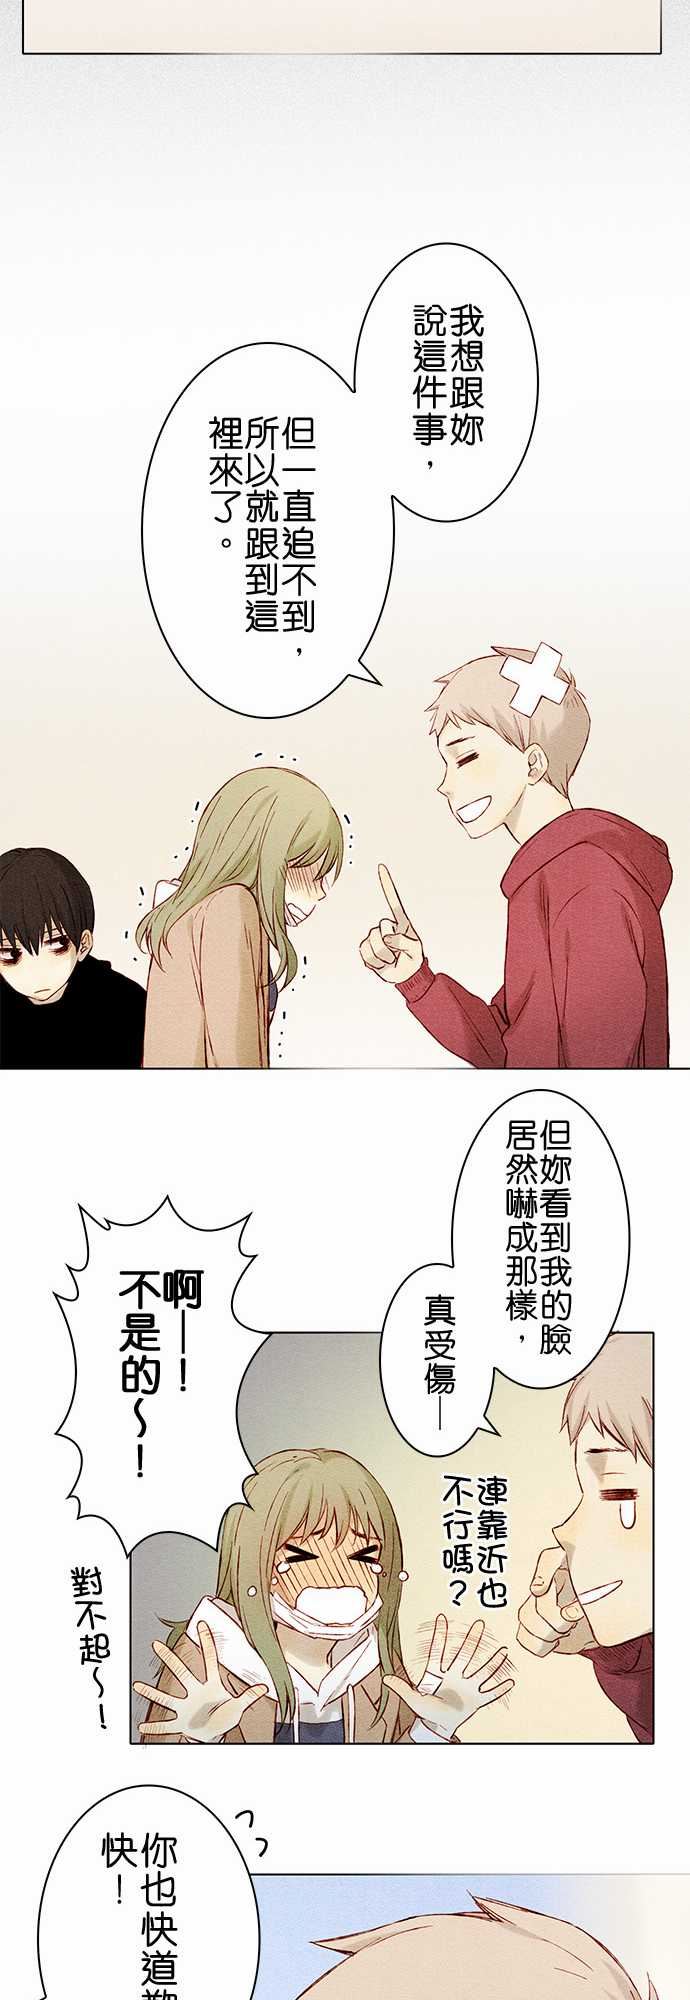 我想跟妳
說這件事，
但一直追不到，
所以就跟到這
裡來了。
但妳看到我的臉
居然嚇成那樣，
真受傷—
連靠近也
不行嗎？
啊—！
不是的～！
對不起～！
你也快道
快！